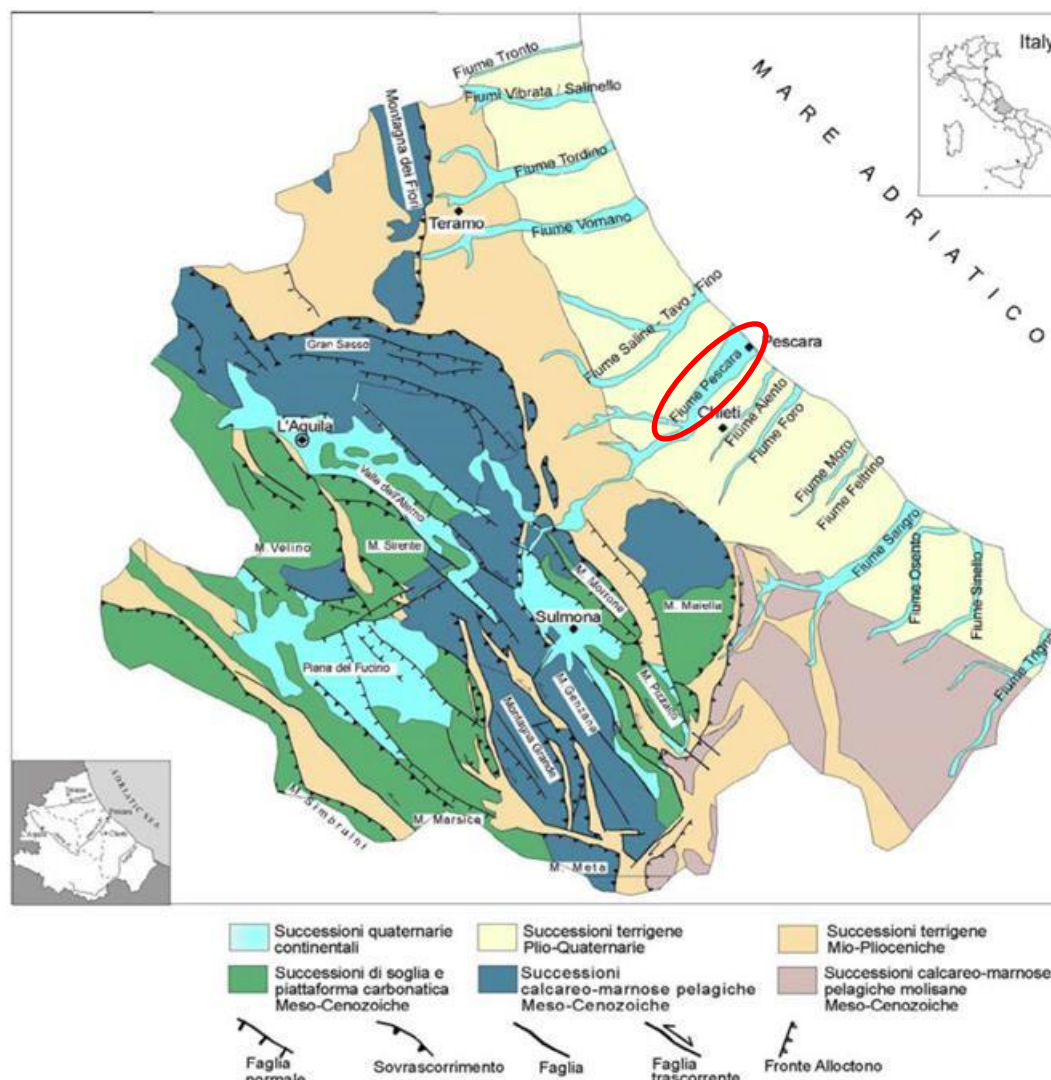 Italy
MARE ADRIATICO
Fiume Tronto
Fiumi Vibrata / Salinello
Montagna dei Fiori
Fiume Tordino
Teramo
Fiume Vomano
Fiume Saline - Tavo - Fino
Gran Sasso
Pescara
Fiume Pescara
Chieti
Fiume Alento
Fiume Foro
L'Aquila
Fiume Moro
Fiume Feltrino
Valle dell'Aterno
Fiume Sangro
M. Velino
M. Sirente
Fiume Osento
Fiume Sinello
M. Morrone
M. Maiella
Sulmona
Piana del Fucino
Fiume Trigno
M. Genzana
M. Pizzalto
Montagna Grande
M. Simbruini
M. Marsica
M. Meta
ADRIATIC SEA
Teramo
Pescara
Chieti
Successioni quaternarie
continentali
Successioni terrigene
Plio-Quaternarie
Successioni terrigene
Mio-Plioceniche
Successioni di soglia e
piattaforma carbonatica
Meso-Cenozoiche
Successioni
calcareo-marnose pelagiche
Meso-Cenozoiche
Successioni calcareo-marnose
pelagiche molisane
Meso-Cenozoiche
Faglia
normale
Sovrascorrimento
Faglia
Faglia
trascorrente
Fronte Alloctono